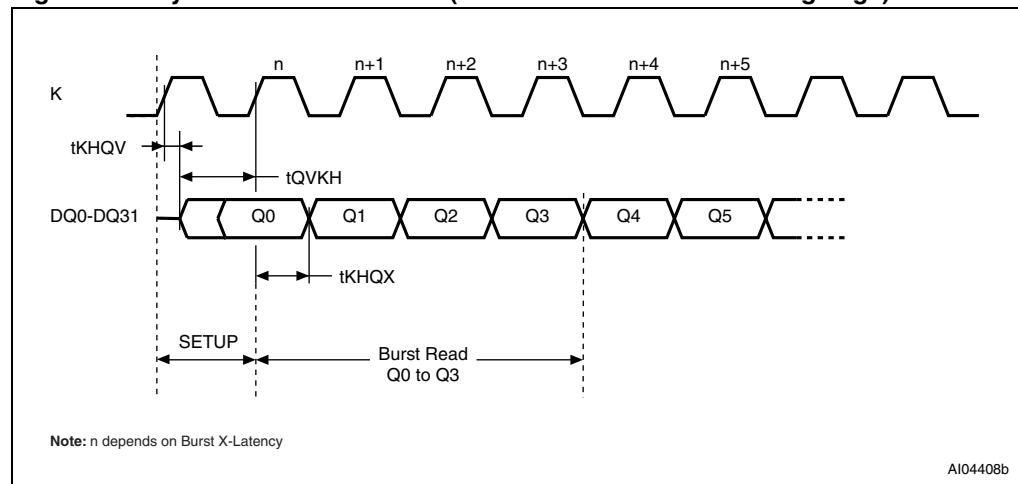 n n+1 n+2 n+3 n+4 n+5
K
tKHQV
tQVKH
DQ0-DQ31 Q0 Q1 Q2 Q3 Q4 Q5
tKHQX
SETUP
Burst Read
Q0 to Q3
Note: n depends on Burst X-Latency
AI04408b